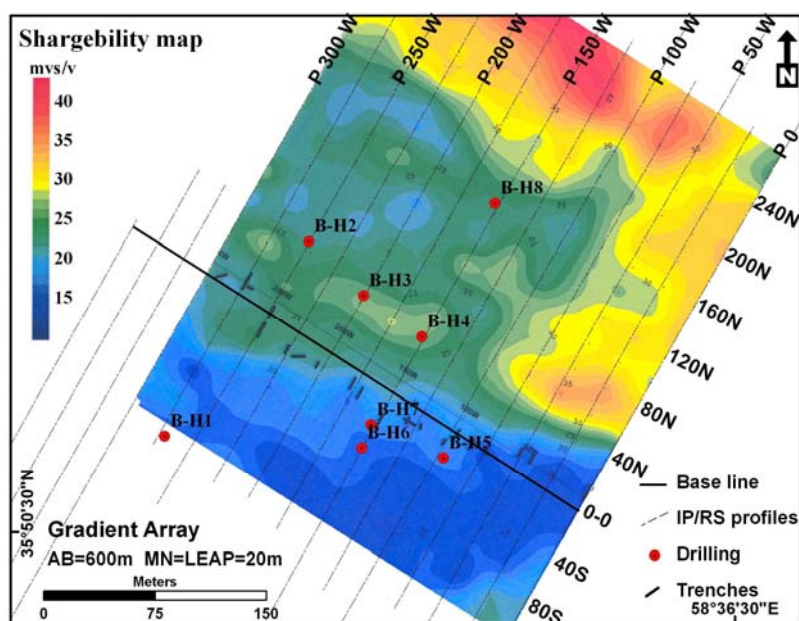 Shargebility map
mvs/v
40
35
30
25
20
15
P 300 W
P 250 W
P 200 W
P 150 W
P 100 W
P 50 W
P 0
N
B-H8
B-H2
B-H3
B-H4
B-H7
B-H6
B-H5
B-H1
240N
200N
160N
120N
80N
40N
0-0
40S
80S
35°50'30"N
58°36'30"E
Gradient Array
AB=600m MN=LEAP=20m
Meters
0 75 150
Base line
IP/RS profiles
Drilling
Trenches